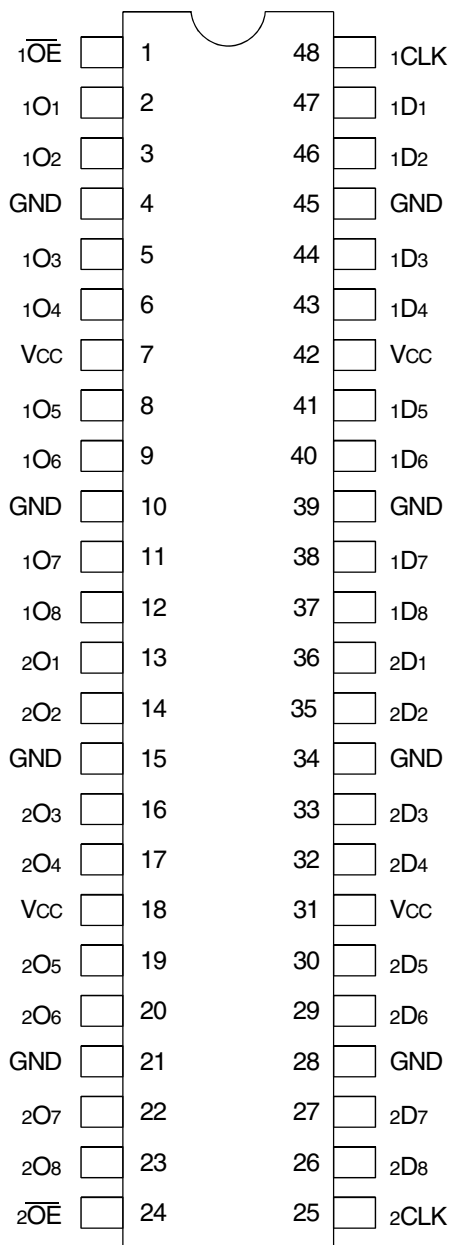 1O̅E̅ 1 48 1CLK
1O1 2 47 1D1
1O2 3 46 1D2
GND 4 45 GND
1O3 5 44 1D3
1O4 6 43 1D4
VCC 7 42 VCC
1O5 8 41 1D5
1O6 9 40 1D6
GND 10 39 GND
1O7 11 38 1D7
1O8 12 37 1D8
2O1 13 36 2D1
2O2 14 35 2D2
GND 15 34 GND
2O3 16 33 2D3
2O4 17 32 2D4
VCC 18 31 VCC
2O5 19 30 2D5
2O6 20 29 2D6
GND 21 28 GND
2O7 22 27 2D7
2O8 23 26 2D8
2O̅E̅ 24 25 2CLK